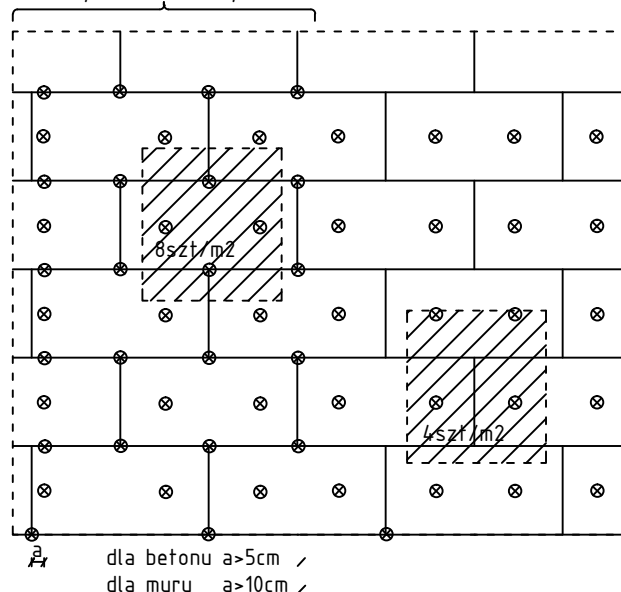 8szt/m2
4szt/m2
a
dla betonu a>5cm
dla muru a>10cm